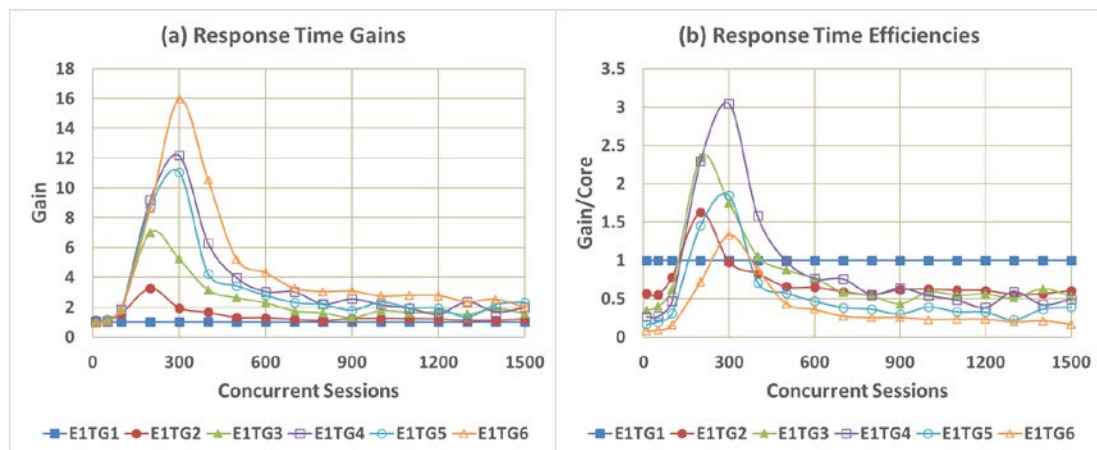 (a) Response Time Gains
18
16
14
12
10
8
6
4
2
0
Gain
0 300 600 900 1200 1500
Concurrent Sessions
E1TG1 E1TG2 E1TG3 E1TG4 E1TG5 E1TG6
(b) Response Time Efficiencies
3.5
3
2.5
2
1.5
1
0.5
0
Gain/Core
0 300 600 900 1200 1500
Concurrent Sessions
E1TG1 E1TG2 E1TG3 E1TG4 E1TG5 E1TG6